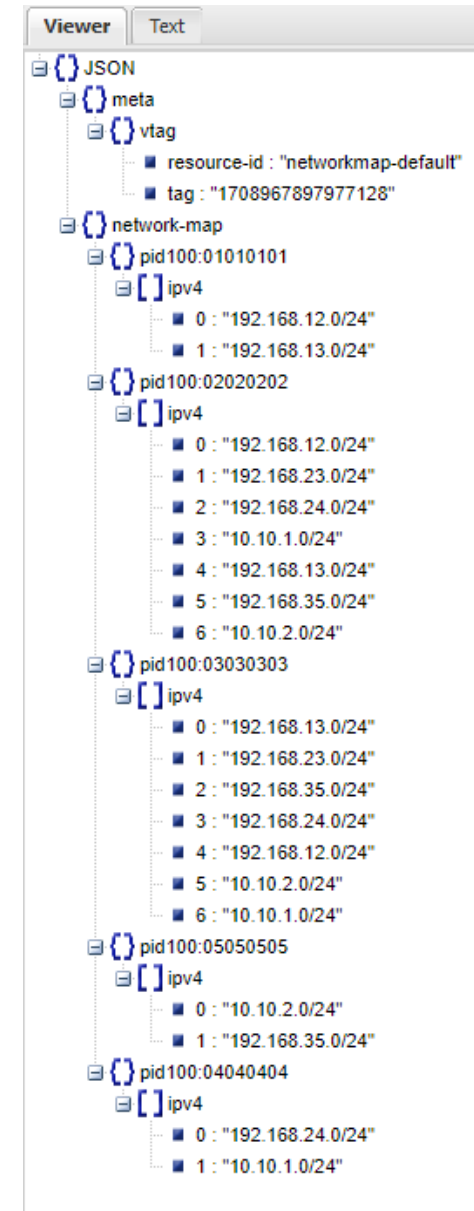 Viewer Text
JSON
meta
vtag
resource-id : "networkmap-default"
tag : "1708967897977128"
network-map
pid100:01010101
ipv4
0 : "192.168.12.0/24"
1 : "192.168.13.0/24"
pid100:02020202
ipv4
0 : "192.168.12.0/24"
1 : "192.168.23.0/24"
2 : "192.168.24.0/24"
3 : "10.10.1.0/24"
4 : "192.168.13.0/24"
5 : "192.168.35.0/24"
6 : "10.10.2.0/24"
pid100:03030303
ipv4
0 : "192.168.13.0/24"
1 : "192.168.23.0/24"
2 : "192.168.35.0/24"
3 : "192.168.24.0/24"
4 : "192.168.12.0/24"
5 : "10.10.2.0/24"
6 : "10.10.1.0/24"
pid100:05050505
ipv4
0 : "10.10.2.0/24"
1 : "192.168.35.0/24"
pid100:04040404
ipv4
0 : "192.168.24.0/24"
1 : "10.10.1.0/24"